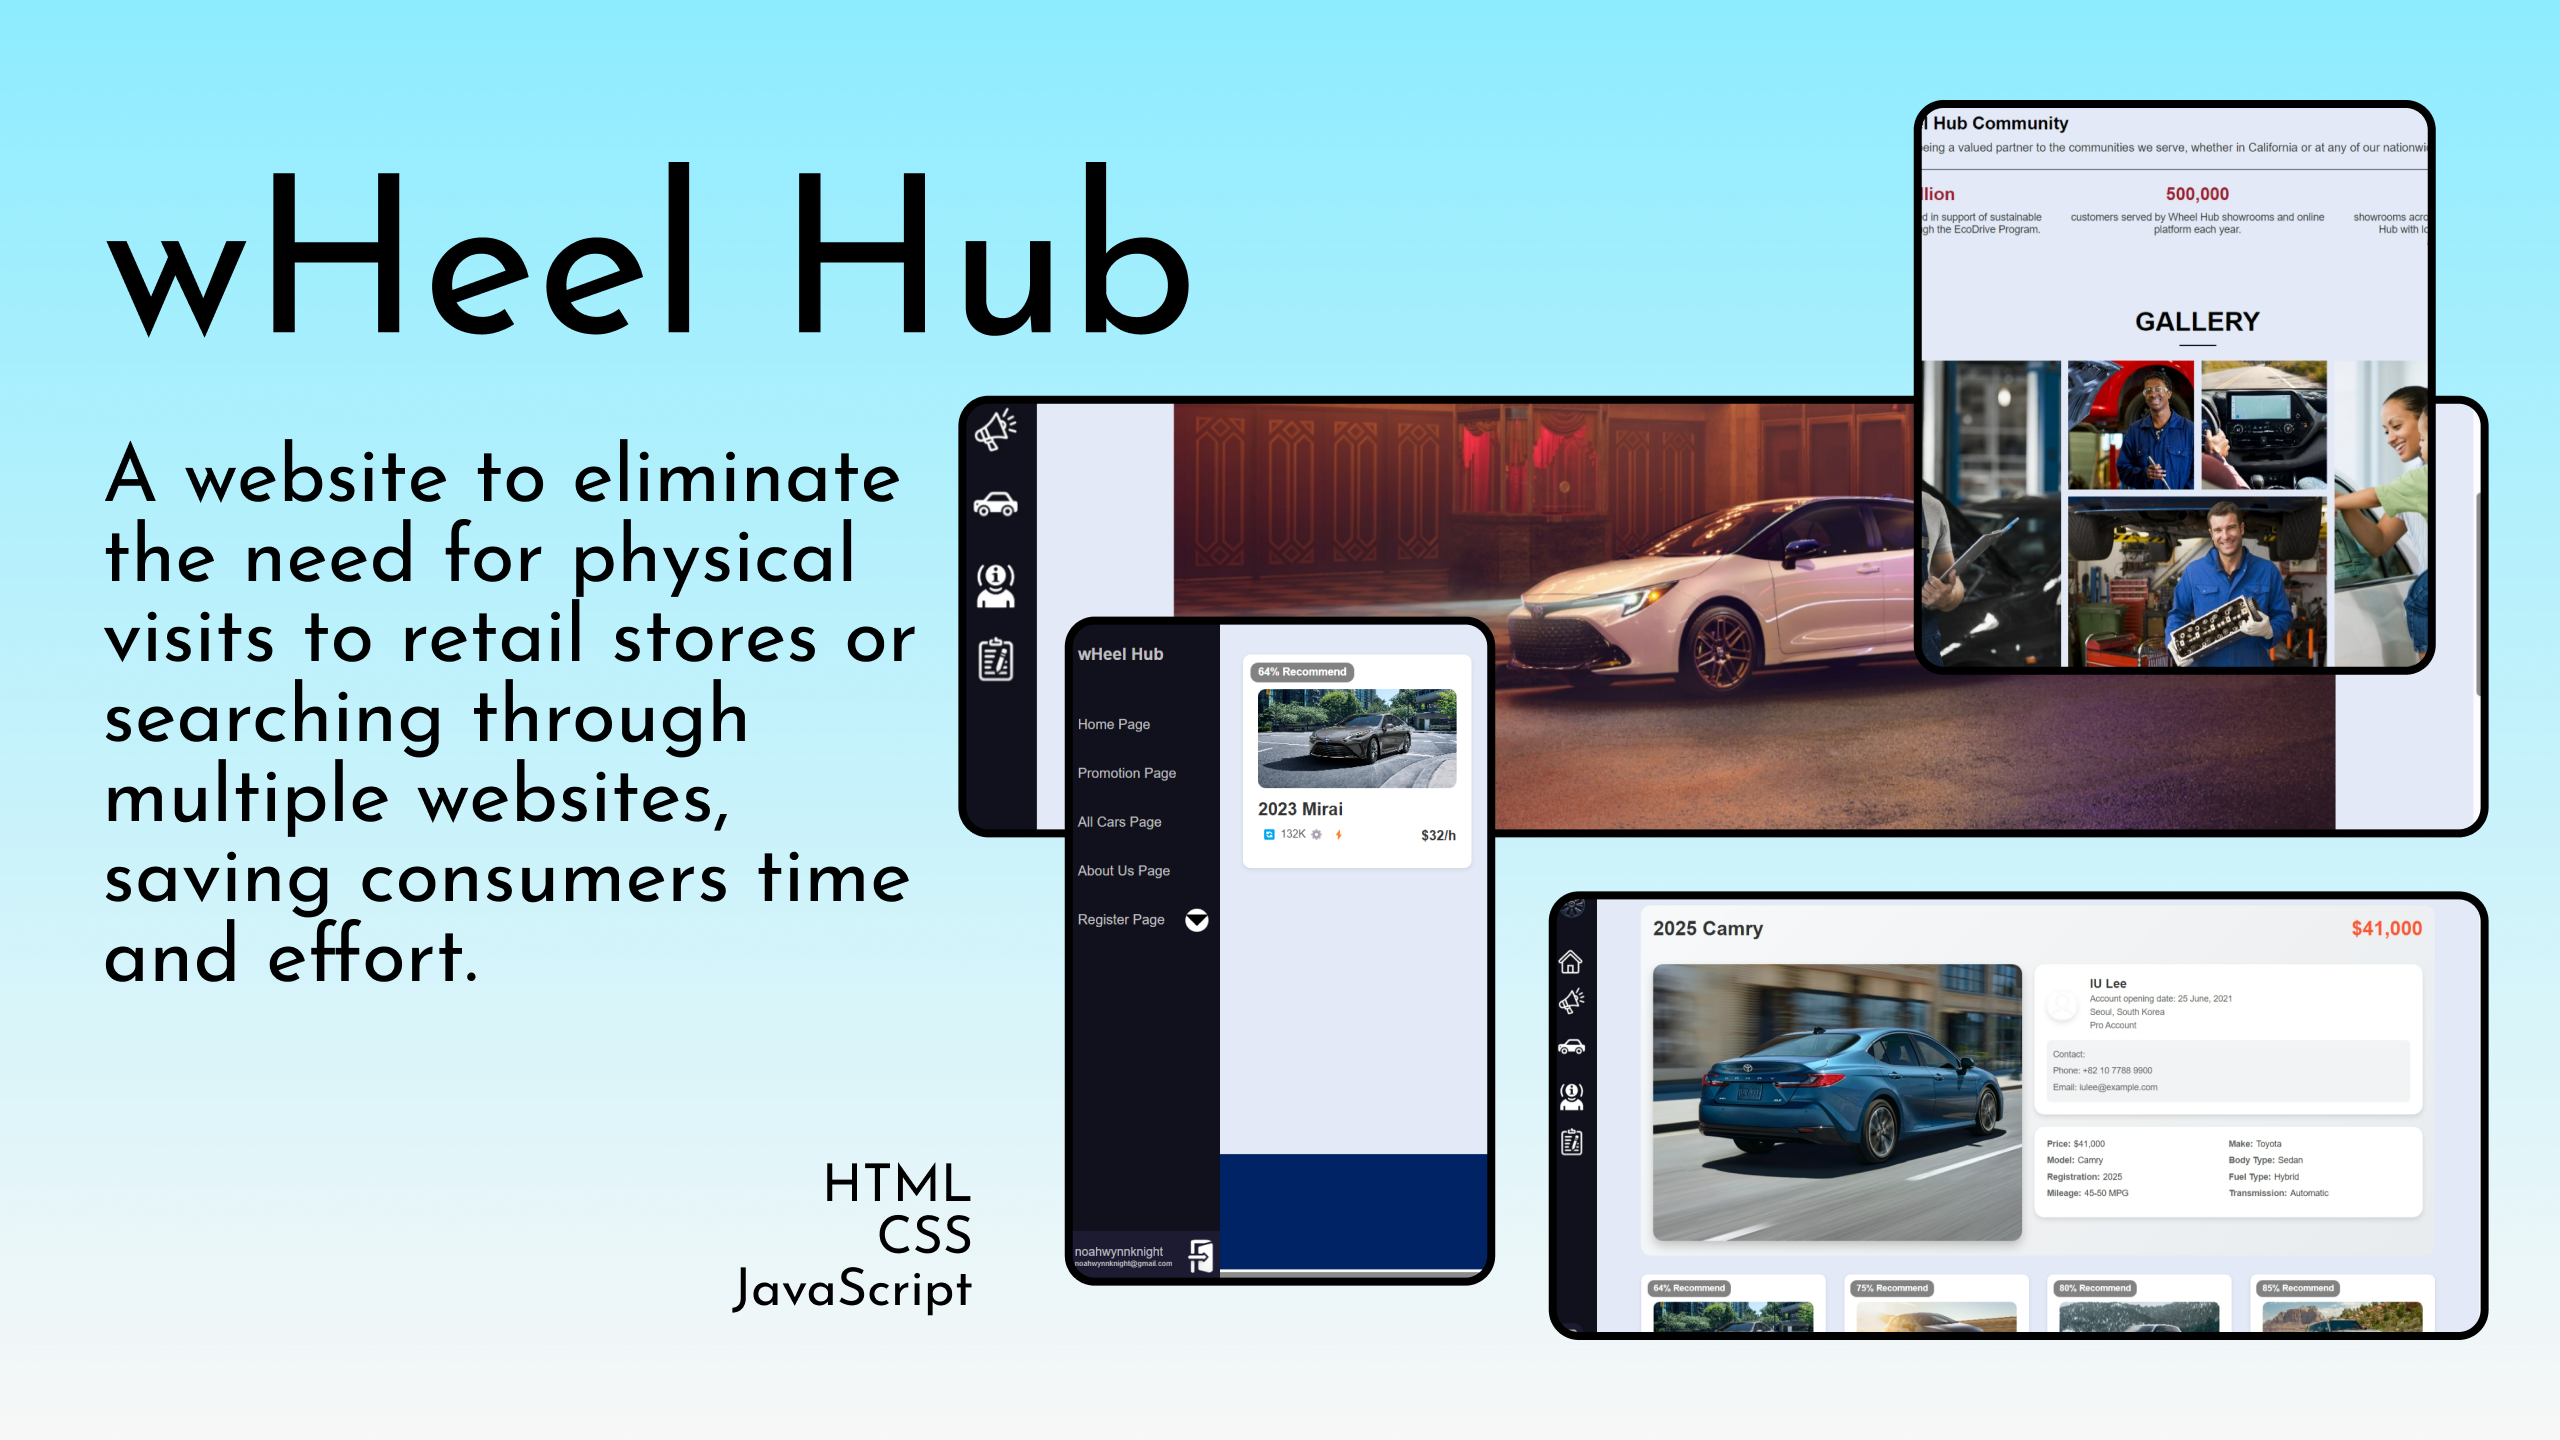 wHeel Hub
A website to eliminate
the need for physical
visits to retail stores or
searching through
multiple websites,
saving consumers time
and effort.
HTML
CSS
JavaScript
Hub Community
being a valued partner to the communities we serve, whether in California or at any of our
500,000
in support of sustainable
the EcoDrive Program.
customers served by Wheel Hub showrooms and online
platform each year.
showrooms
Hub with
GALLERY
wHeel Hub
Home Page
Promotion Page
All Cars Page
About Us Page
Register Page
noahwynnknight
noahwynnknight@gmail.com
64% Recommend
2023 Mirai
132K
$32/h
2025 Camry
$41,000
IU Lee
Account opening date: 25 June, 2021
Seoul, South Korea
Pro Account
Contact:
Phone: +82 10 7788 9900
Email: iulee@example.com
Price: $41,000
Make: Toyota
Model: Camry
Body Type: Sedan
Registration: 2025
Fuel Type: Hybrid
Mileage: 45-50 MPG
Transmission: Automatic
64% Recommend
75% Recommend
80% Recommend
85% Recommend